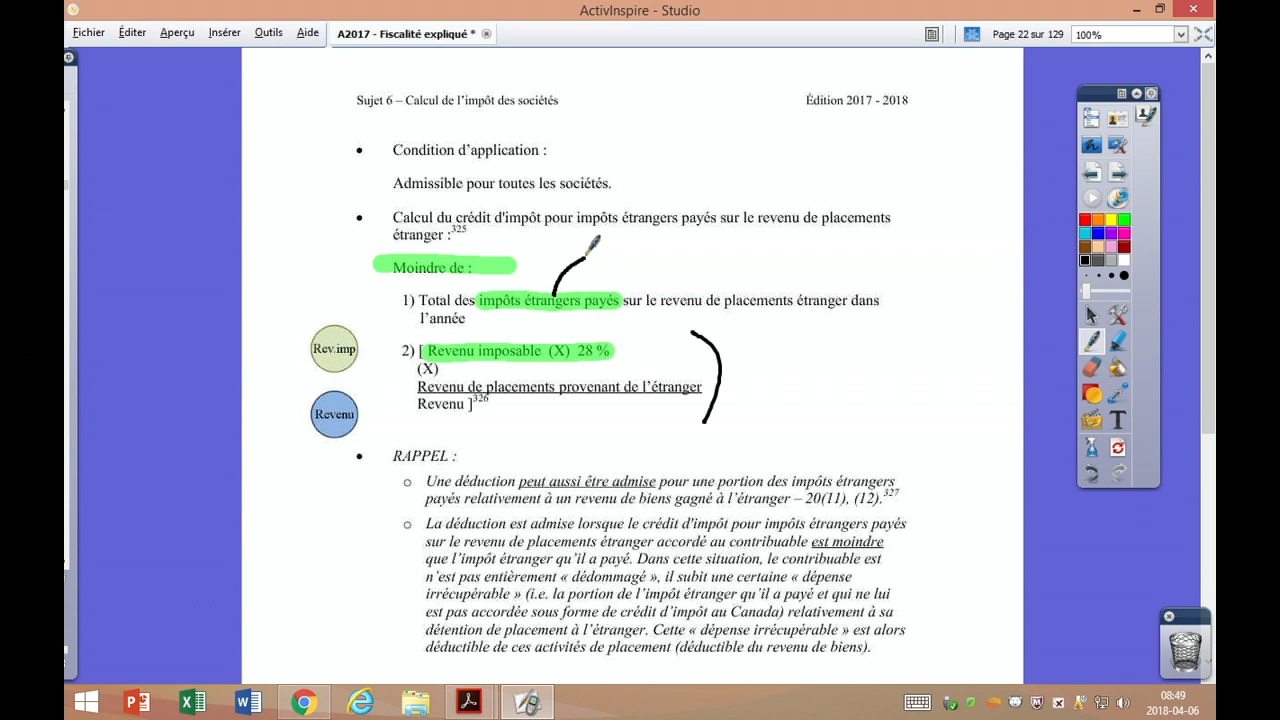 ActivInspire - Studio
Fichier Éditer Aperçu Insérer Outils Aide
A2017 - Fiscalité expliqué *
Page 22 sur 129
100%
Sujet 6 – Calcul de l'impôt des sociétés
Édition 2017 - 2018
• Condition d'application :
Admissible pour toutes les sociétés.
• Calcul du crédit d'impôt pour impôts étrangers payés sur le revenu de placements
étranger :325
Moindre de :
1) Total des impôts étrangers payés sur le revenu de placements étranger dans
l'année
Rev.imp
2) [ Revenu imposable (X) 28 %
(X)
Revenu de placements provenant de l'étranger
Revenu ]326
Revenu
• RAPPEL :
o Une déduction peut aussi être admise pour une portion des impôts étrangers
payés relativement à un revenu de biens gagné à l'étranger – 20(11), (12).327
o La déduction est admise lorsque le crédit d'impôt pour impôts étrangers payés
sur le revenu de placements étranger accordé au contribuable est moindre
que l'impôt étranger qu'il a payé. Dans cette situation, le contribuable est
n'est pas entièrement « dédommagé », il subit une certaine « dépense
irrécupérable » (i.e. la portion de l'impôt étranger qu'il a payé et qui ne lui
est pas accordée sous forme de crédit d'impôt au Canada) relativement à sa
détention de placement à l'étranger. Cette « dépense irrécupérable » est alors
déductible de ces activités de placement (déductible du revenu de biens).
08:49
2018-04-06